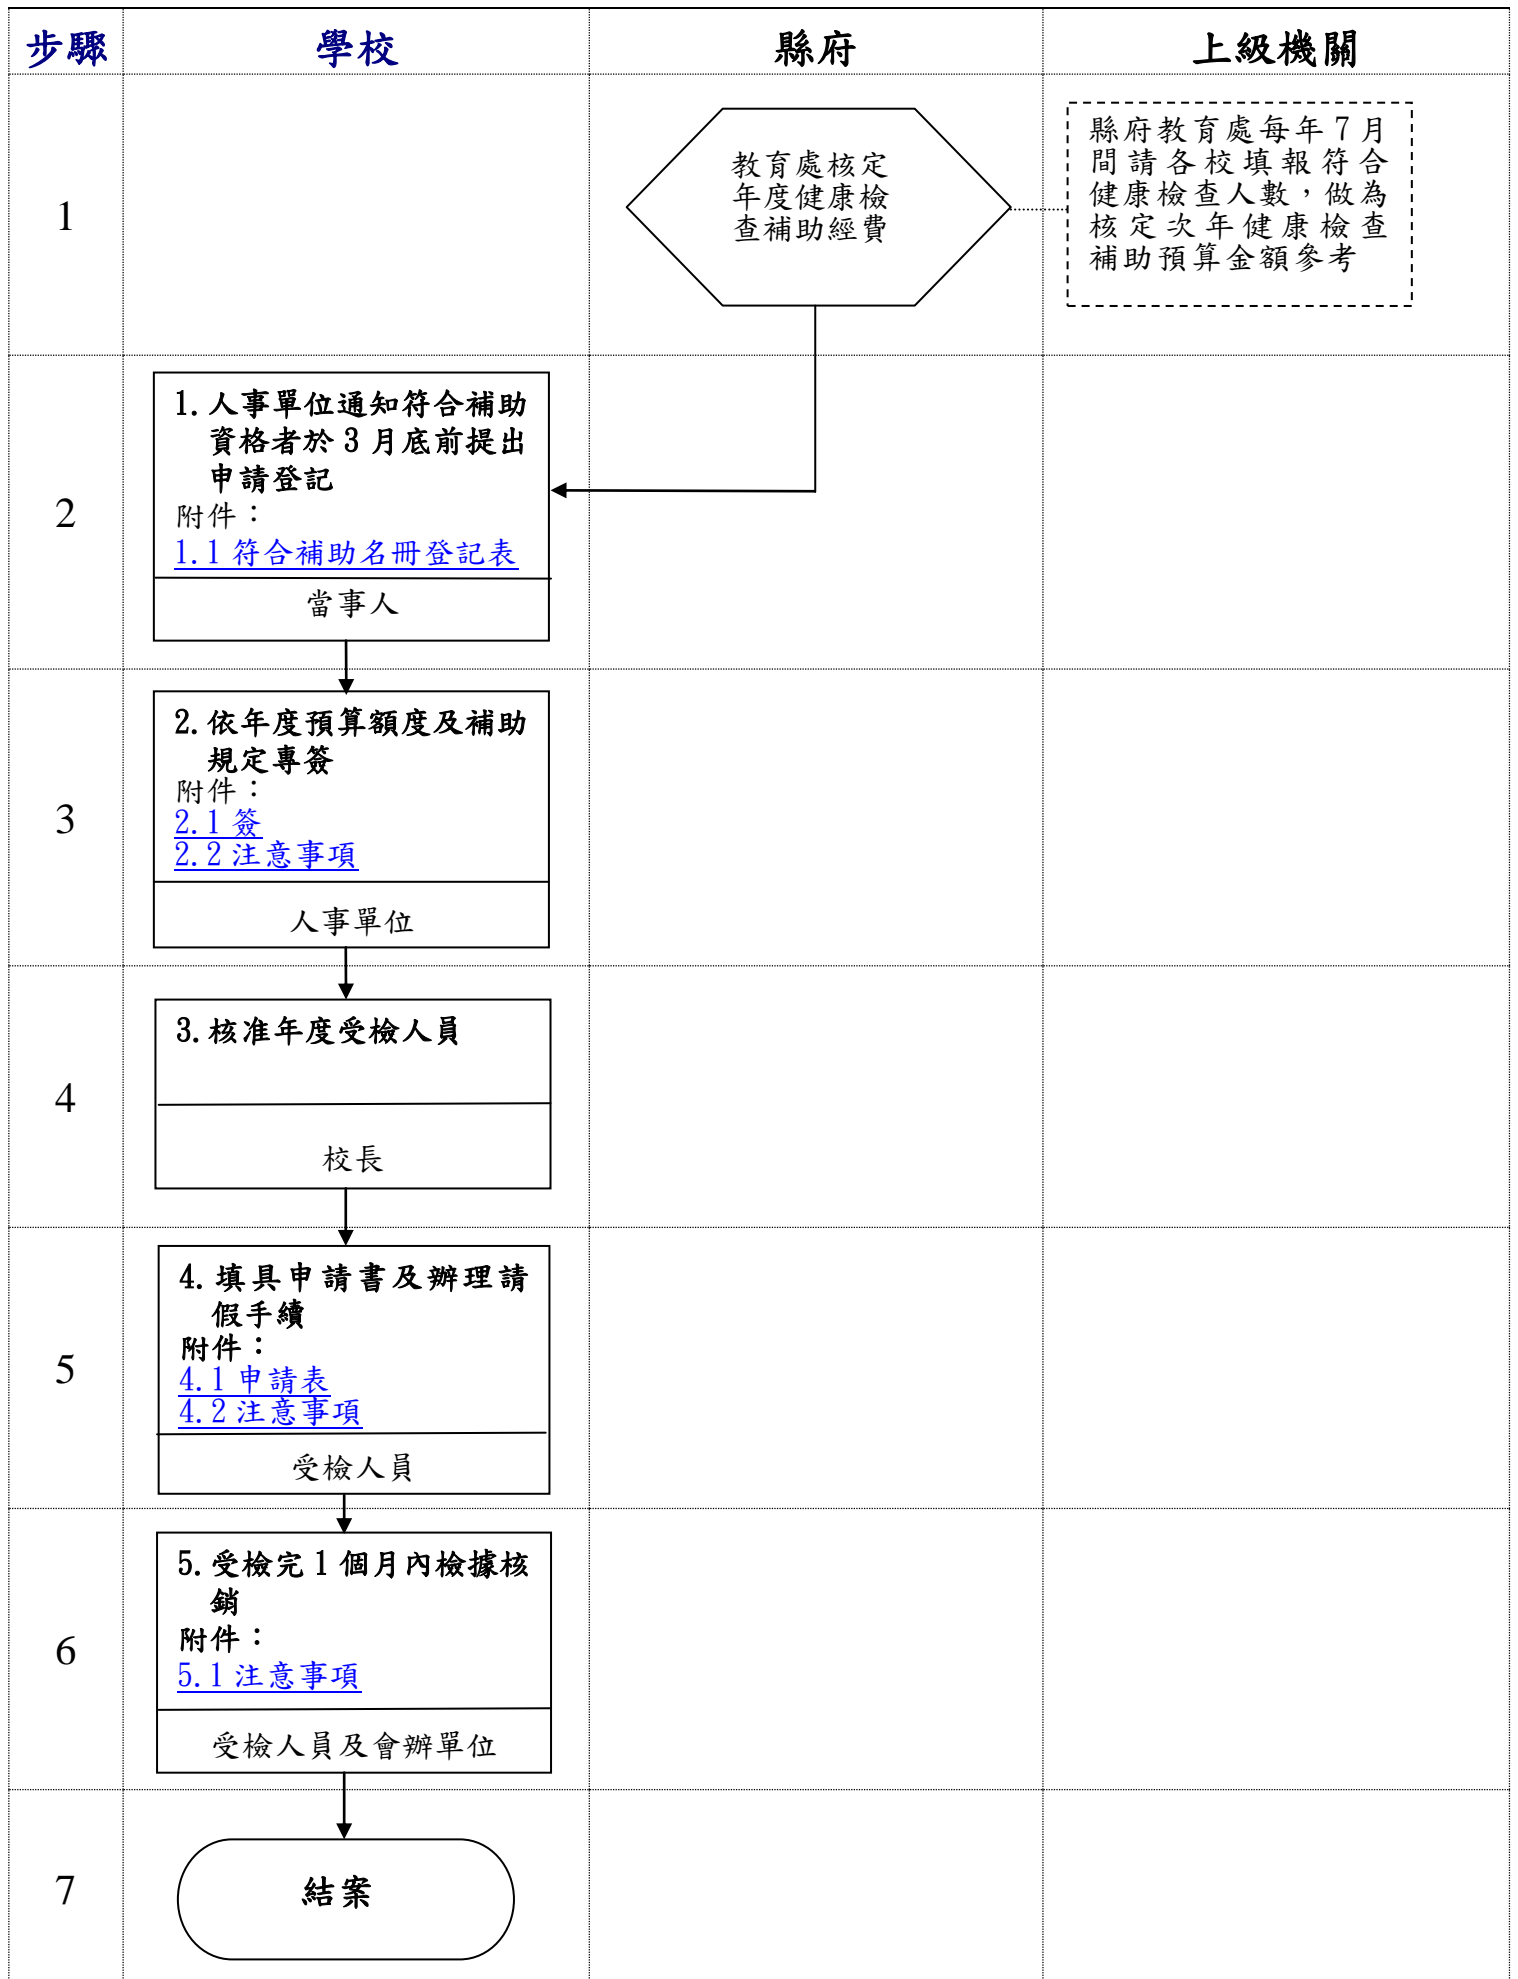 步驟 學校 縣府 上級機關
1
教育處核定
年度健康檢
查補助經費
縣府教育處每年7月
間請各校填報符合
健康檢查人數，做為
核定次年健康檢查
補助預算金額參考
2
1.人事單位通知符合補助
資格者於3月底前提出
申請登記
附件：
1.1符合補助名冊登記表
當事人
3
2.依年度預算額度及補助
規定專簽
附件：
2.1簽
2.2注意事項
人事單位
4
3.核准年度受檢人員
校長
5
4.填具申請書及辦理請
假手續
附件：
4.1申請表
4.2注意事項
受檢人員
6
5.受檢完1個月內檢據核
銷
附件：
5.1注意事項
受檢人員及會辦單位
7
結案